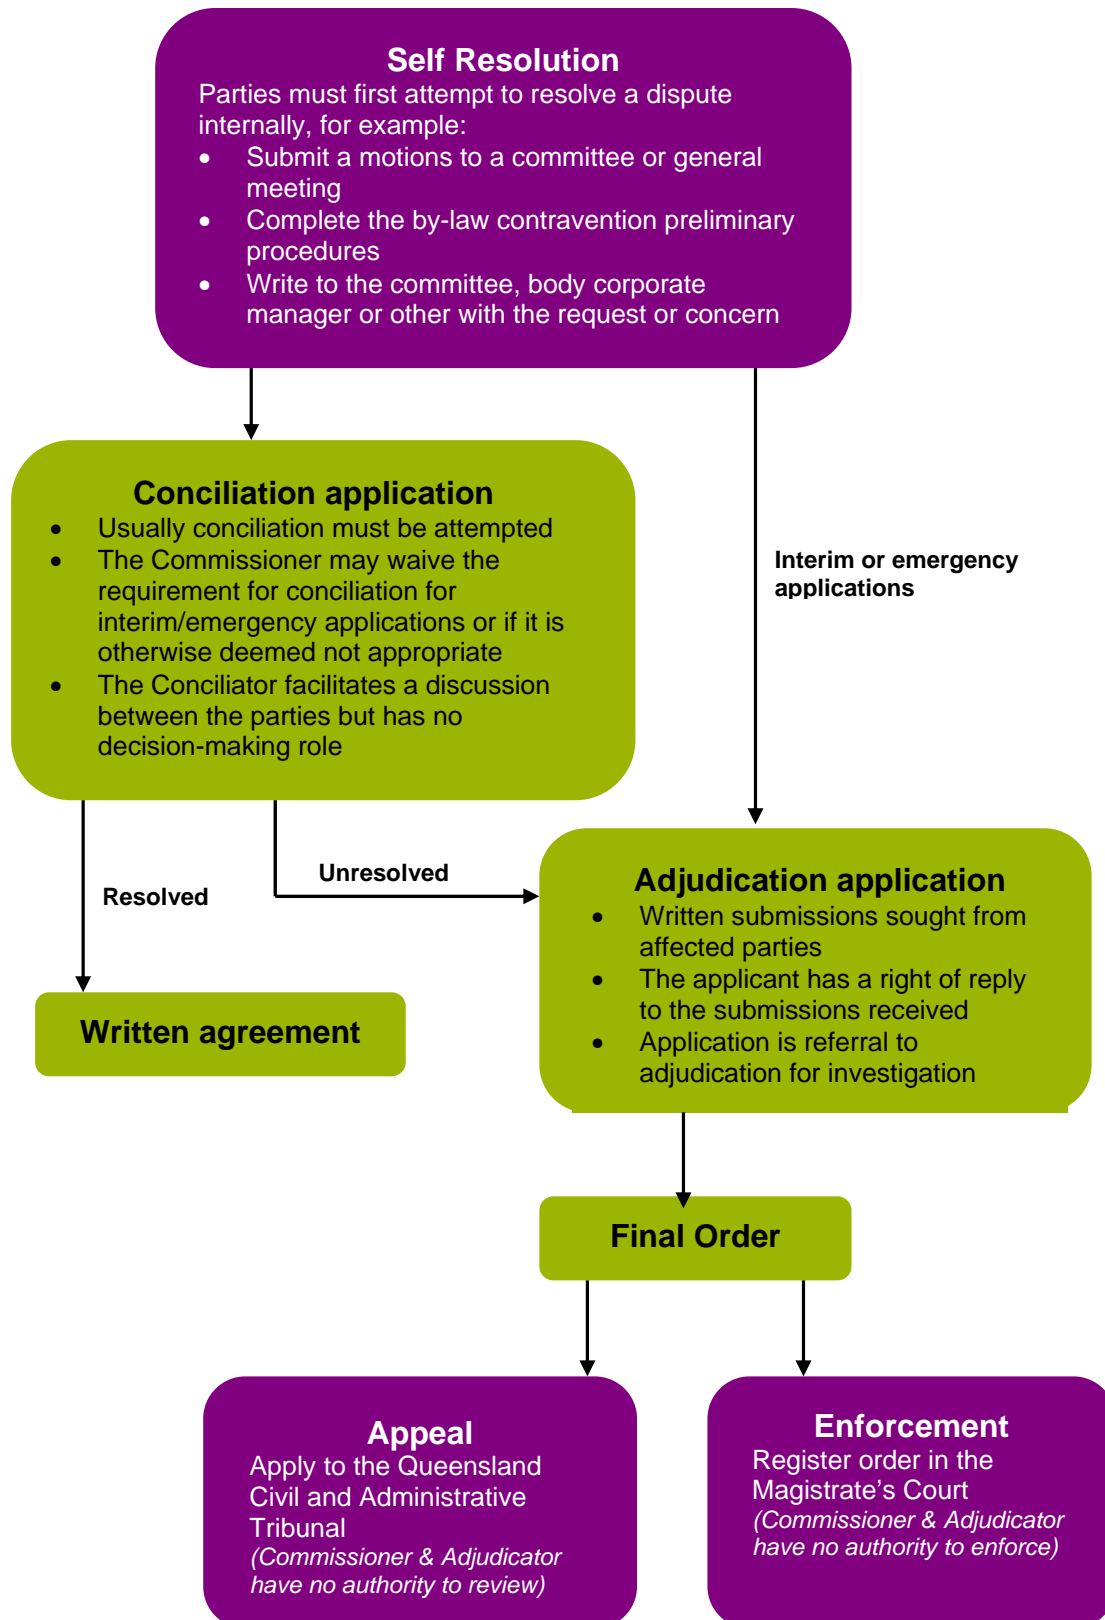 Self Resolution
Parties must first attempt to resolve a dispute
internally, for example:
• Submit a motions to a committee or general
meeting
• Complete the by-law contravention preliminary
procedures
• Write to the committee, body corporate
manager or other with the request or concern
Conciliation application
• Usually conciliation must be attempted
• The Commissioner may waive the
requirement for conciliation for
interim/emergency applications or if it is
otherwise deemed not appropriate
• The Conciliator facilitates a discussion
between the parties but has no
decision-making role
Interim or emergency
applications
Resolved
Unresolved
Written agreement
Adjudication application
• Written submissions sought from
affected parties
• The applicant has a right of reply
to the submissions received
• Application is referral to
adjudication for investigation
Final Order
Appeal
Apply to the Queensland
Civil and Administrative
Tribunal
(Commissioner & Adjudicator
have no authority to review)
Enforcement
Register order in the
Magistrate’s Court
(Commissioner & Adjudicator
have no authority to enforce)